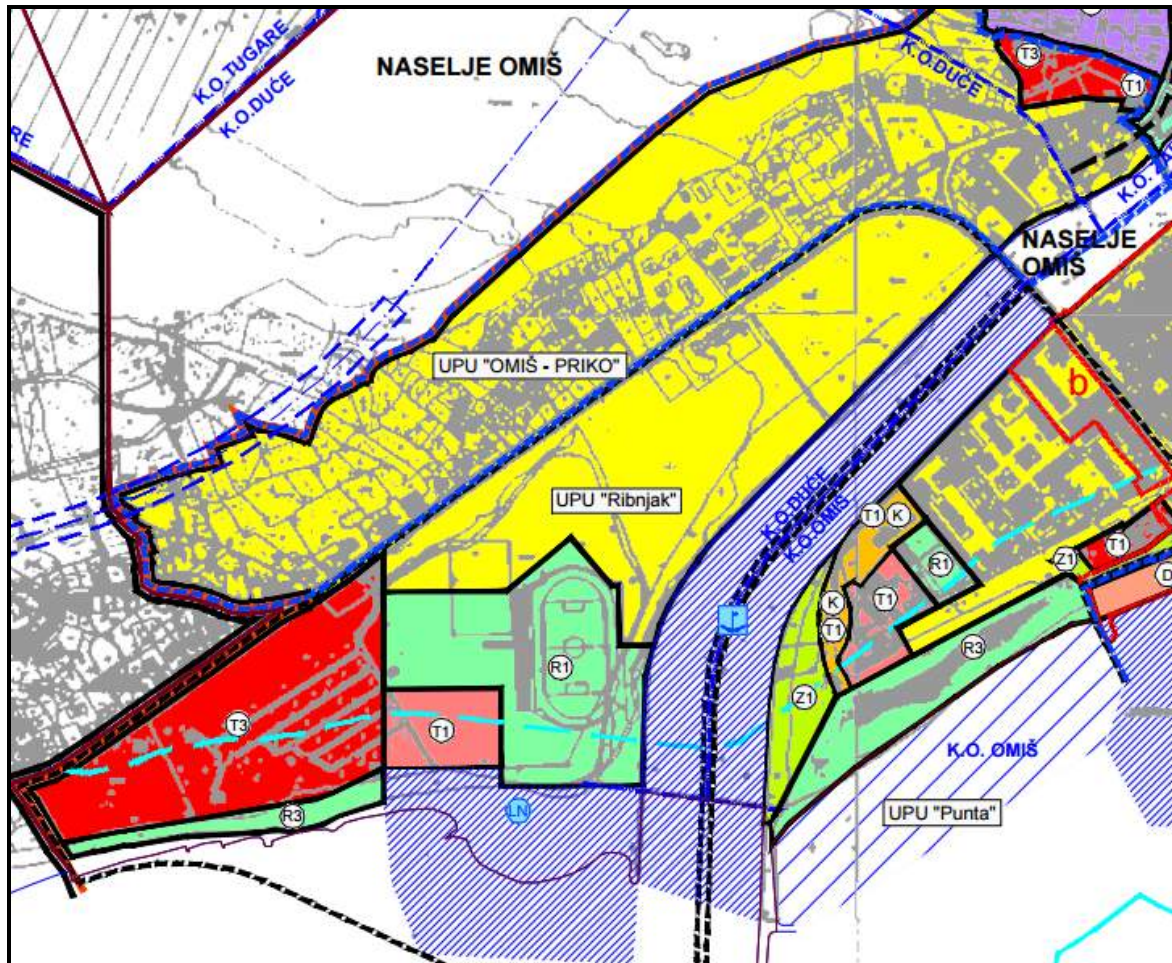 K.O.TUGARE
K.O.DUĆE
RE
NASELJE OMIŠ
K.O.DUĆE
T3
T1
K.O.
NASELJE
OMIŠ
UPU "OMIŠ - PRIKO"
b
UPU "Ribnjak"
K.O.DUĆE
K.O.OMIŠ
T1
K
R1
Z1
T1
D
K
T1
T1
R1
R3
Z1
T3
T1
K.O. OMIŠ
LN
R3
UPU "Punta"